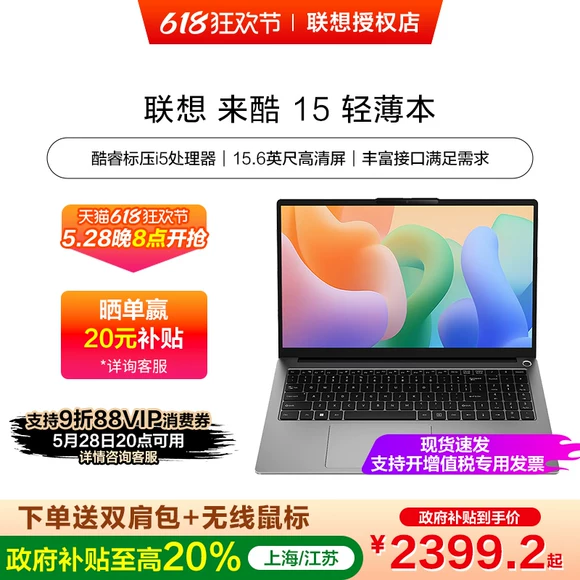 618狂欢节 联想授权店
联想 来酷 15 轻薄本
酷睿标压i5处理器|15.6英尺高清屏|丰富接口满足需求
天猫618狂欢节
5.28晚8点开抢
晒单赢
20元补贴
*详询客服
支持9折88VIP消费券
5月28日20点可用
详情咨询客服
现货速发
支持开增值税专用发票
下单送双肩包+无线鼠标
政府补贴到手价
政府补贴至高20% 上海/江苏
¥2399.2起